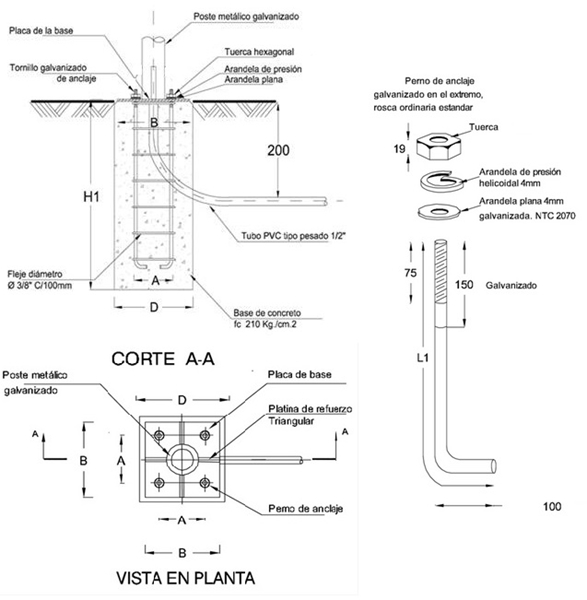 Poste metálico galvanizado
Placa de la base
Tuerca hexagonal
Tornillo galvanizado
de anclaje
Arandela de presión
Arandela plana
B
200
H1
Tubo PVC tipo pesado 1/2"
Fleje diámetro
Ø 3/8" C/100mm
A
D
Base de concreto
fc 210 Kg./cm.2
CORTE A-A
Poste metálico
galvanizado
Placa de base
D
Platina de refuerzo
Triangular
A
A
B
A
Perno de anclaje
A
B
VISTA EN PLANTA
Perno de anclaje
galvanizado en el extremo,
rosca ordinaria estandar
Tuerca
19
Arandela de presión
helicoidal 4mm
Arandela plana 4mm
galvanizada. NTC 2070
75
150
Galvanizado
L1
100